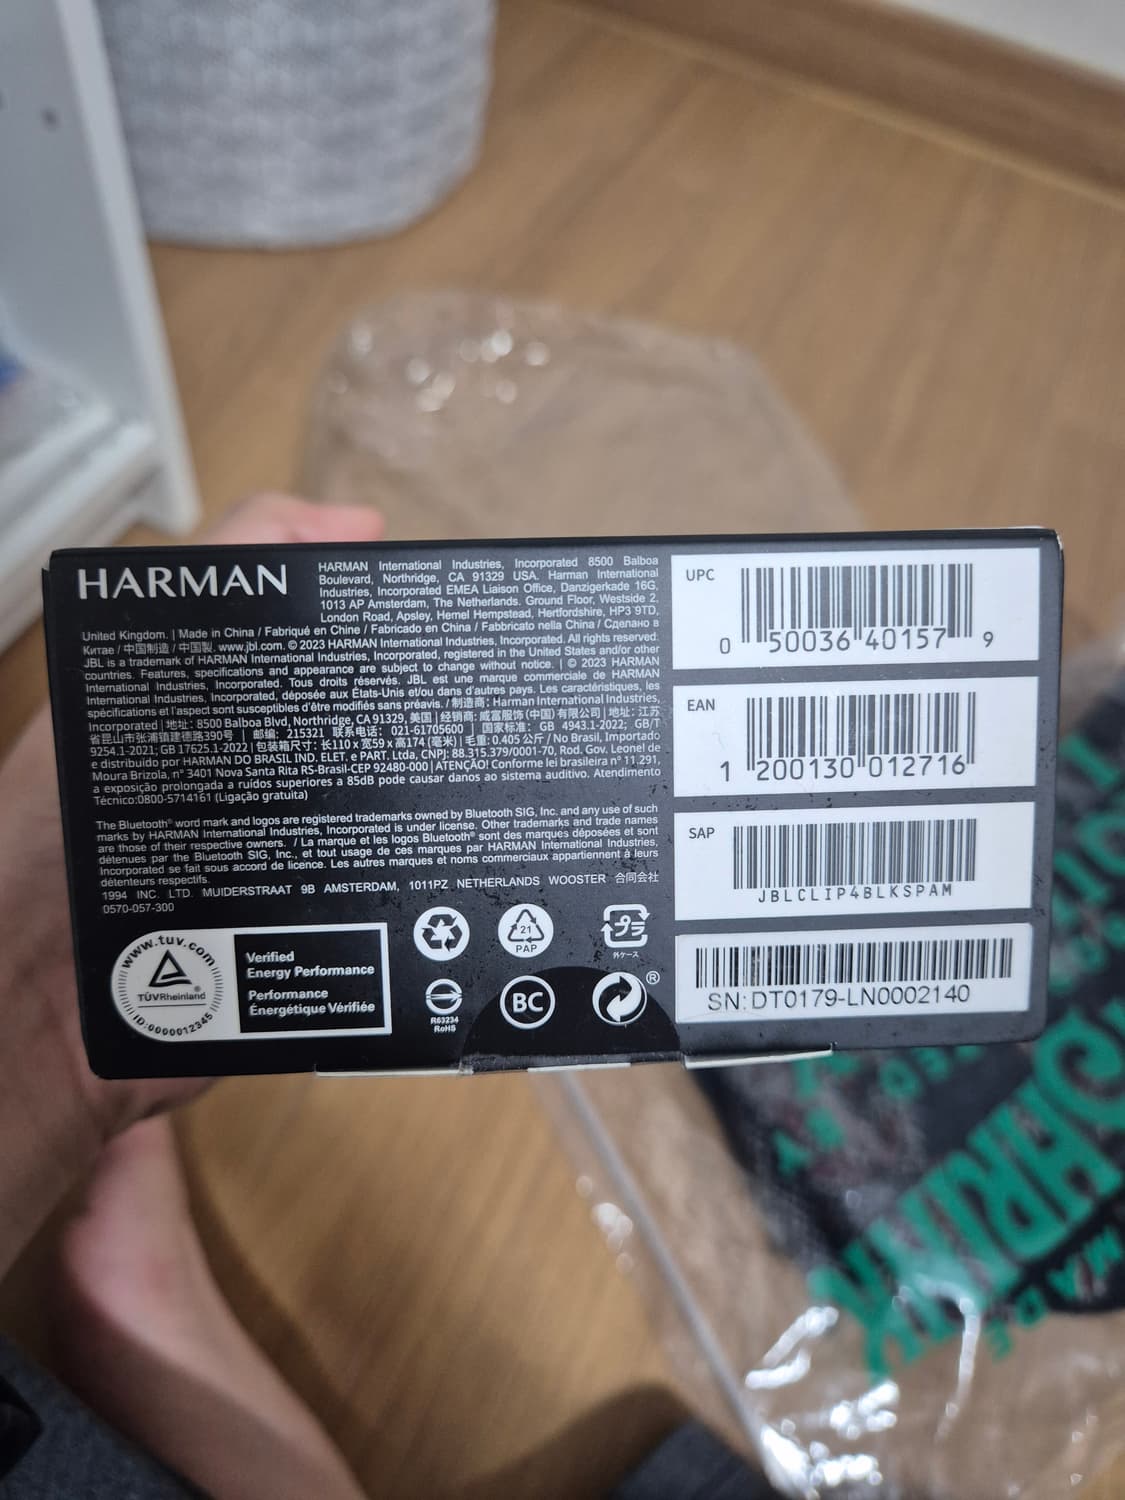 HARMAN
HARMAN International Industries, Incorporated 8500 Balboa
Boulevard, Northridge, CA 91329 USA. Harman International
Industries, Incorporated EMEA Liaison Office, Danzigerkade 16G,
1013 AP Amsterdam, The Netherlands. Ground Floor, Westside 2,
London Road, Apsley, Hemel Hempstead, Hertfordshire, HP3 9TD,
United Kingdom. | Made in China / Fabriqué en Chine / Fabricado en China / Fabbricato nella China / Сделано в
Китае / 中国制造 / 中国製. www.jbl.com. © 2023 HARMAN International Industries, Incorporated. All rights reserved.
JBL is a trademark of HARMAN International Industries, Incorporated, registered in the United States and/or other
countries. Features, specifications and appearance are subject to change without notice. | © 2023 HARMAN
International Industries, Incorporated. Tous droits réservés. JBL est une marque commerciale de HARMAN
International Industries, Incorporated, déposée aux États-Unis et/ou dans d'autres pays. Les caractéristiques, les
spécifications et l'aspect sont susceptibles d'être modifiés sans préavis. / 制造商: Harman International Industries,
Incorporated | 地址: 8500 Balboa Blvd, Northridge, CA 91329, 美国 | 经销商: 威富服饰 (中国) 有限公司 | 地址: 江苏
省昆山市张浦镇建德路390号 | 邮编: 215321 联系电话: 021-61705600 | 国家标准: GB 4943.1-2022; GB/T
9254.1-2021; GB 17625.1-2022 | 包装箱尺寸: 长110 x 宽59 x 高174 (毫米) | 毛重: 0.405 公斤 / No Brasil, Importado
e distribuído por HARMAN DO BRASIL IND. ELET. e PART. Ltda, CNPJ: 88.315.379/0001-70, Rod. Gov. Leonel de
Moura Brizola, n° 3401 Nova Santa Rita RS-Brasil-CEP 92480-000 | ATENÇÃO! Conforme lei brasileira n° 11.291,
a exposição prolongada a ruídos superiores a 85dB pode causar danos ao sistema auditivo. Atendimento
Técnico:0800-5714161 (Ligação gratuita)
The Bluetooth® word mark and logos are registered trademarks owned by Bluetooth SIG, Inc. and any use of such
marks by HARMAN International Industries, Incorporated is under license. Other trademarks and trade names
are those of their respective owners. / La marque et les logos Bluetooth® sont des marques déposées et sont
détenues par the Bluetooth SIG, Inc., et tout usage de ces marques par HARMAN International Industries,
Incorporated se fait sous accord de licence. Les autres marques et noms commerciaux appartiennent à leurs
détenteurs respectifs.
1994 INC. LTD. MUIDERSTRAAT 9B AMSTERDAM, 1011PZ NETHERLANDS WOOSTER 合同会社
0570-057-300
www.tuv.com
TÜVRheinland®
ID:0000012345
Verified
Energy Performance
Performance
Énergétique Vérifiée
21
PAP
プラ
外ケース
R63234
RoHS
BC
®
UPC
0 50036 40157 9
EAN
1 200130 012716
SAP
JBLCLIP4BLKSPAM
SN:DT0179-LN0002140